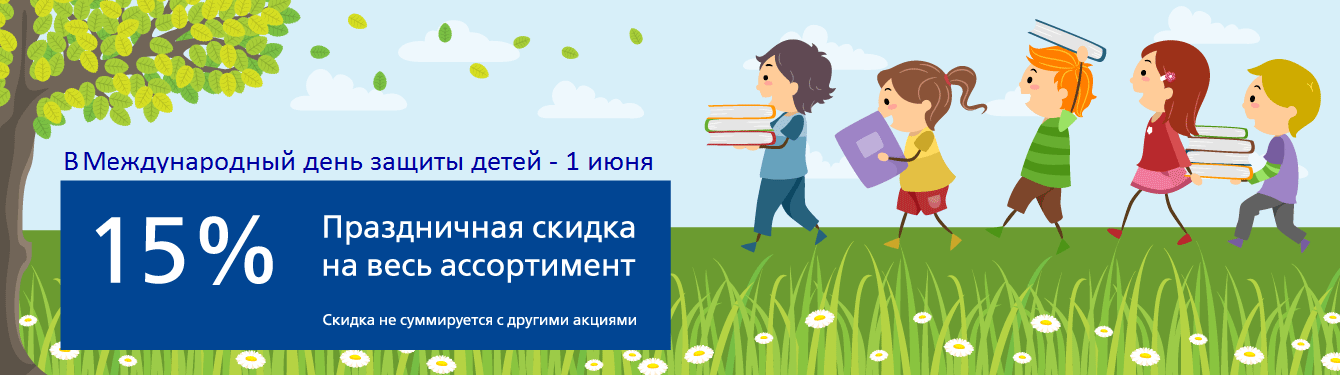 В Международный день защиты детей - 1 июня
15%
Праздничная скидка
на весь ассортимент
Скидка не суммируется с другими акциями